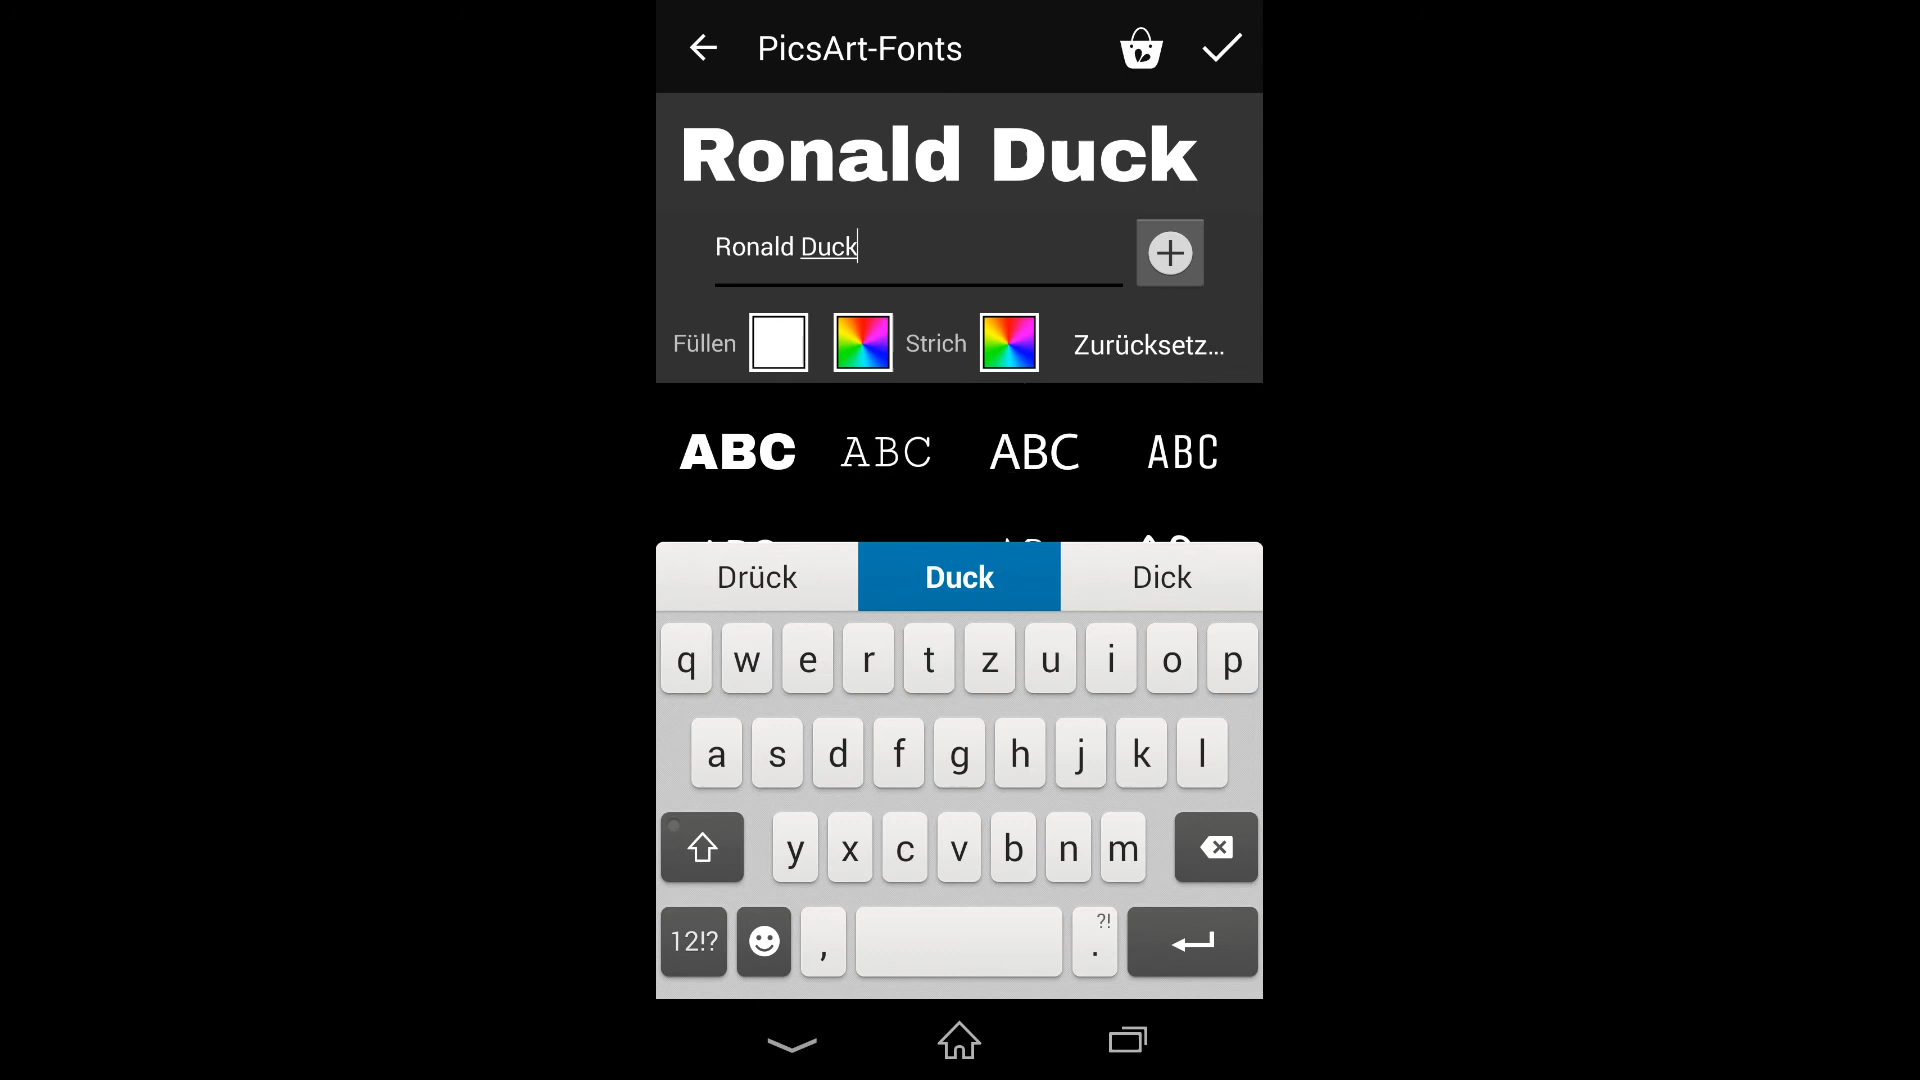 PicsArt-Fonts
Ronald Duck
Ronald Duck
Füllen Strich Zurücksetz...
ABC ABC ABC ABC
Drück Duck Dick
q w e r t z u i o p
a s d f g h j k l
y x c v b n m
12!? , ?! .